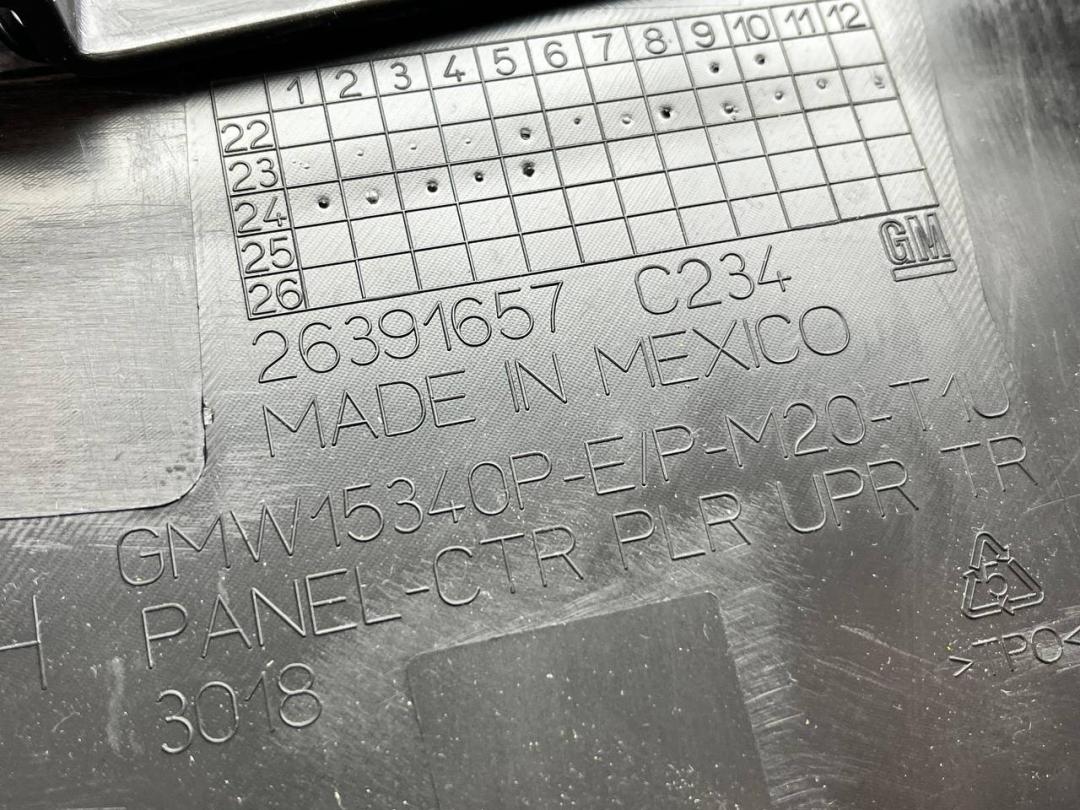 1 2 3 4 5 6 7 8 9 10 11 12
22
23
24
25
26
GM
26391657 C234
MADE IN MEXICO
GMW15340P-E/P-M20-T1J
PANEL-CTR PLR UPR TR
3018
H
5
>TPO<